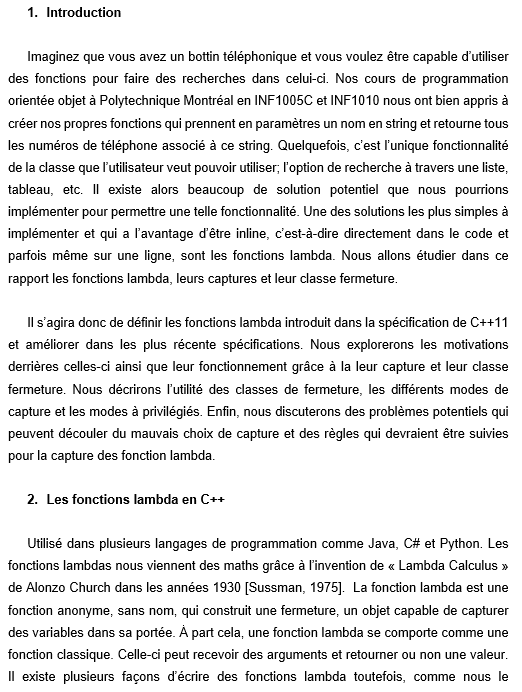 1. Introduction
Imaginez que vous avez un bottin téléphonique et vous voulez être capable d'utiliser
des fonctions pour faire des recherches dans celui-ci. Nos cours de programmation
orientée objet à Polytechnique Montréal en INF1005C et INF1010 nous ont bien appris à
créer nos propres fonctions qui prennent en paramètres un nom en string et retourne tous
les numéros de téléphone associé à ce string. Quelquefois, c'est l'unique fonctionnalité
de la classe que l'utilisateur veut pouvoir utiliser; l'option de recherche à travers une liste,
tableau, etc. Il existe alors beaucoup de solution potentiel que nous pourrions
implémenter pour permettre une telle fonctionnalité. Une des solutions les plus simples à
implémenter et qui a l'avantage d'être inline, c'est-à-dire directement dans le code et
parfois même sur une ligne, sont les fonctions lambda. Nous allons étudier dans ce
rapport les fonctions lambda, leurs captures et leur classe fermeture.
Il s'agira donc de définir les fonctions lambda introduit dans la spécification de C++11
et améliorer dans les plus récente spécifications. Nous explorerons les motivations
derrières celles-ci ainsi que leur fonctionnement grâce à la leur capture et leur classe
fermeture. Nous décrirons l'utilité des classes de fermeture, les différents modes de
capture et les modes à privilégiés. Enfin, nous discuterons des problèmes potentiels qui
peuvent découler du mauvais choix de capture et des règles qui devraient être suivies
pour la capture des fonction lambda.
2. Les fonctions lambda en C++
Utilisé dans plusieurs langages de programmation comme Java, C# et Python. Les
fonctions lambdas nous viennent des maths grâce à l'invention de « Lambda Calculus »
de Alonzo Church dans les années 1930 [Sussman, 1975]. La fonction lambda est une
fonction anonyme, sans nom, qui construit une fermeture, un objet capable de capturer
des variables dans sa portée. À part cela, une fonction lambda se comporte comme une
fonction classique. Celle-ci peut recevoir des arguments et retourner ou non une valeur.
Il existe plusieurs façons d'écrire des fonctions lambda toutefois, comme nous le